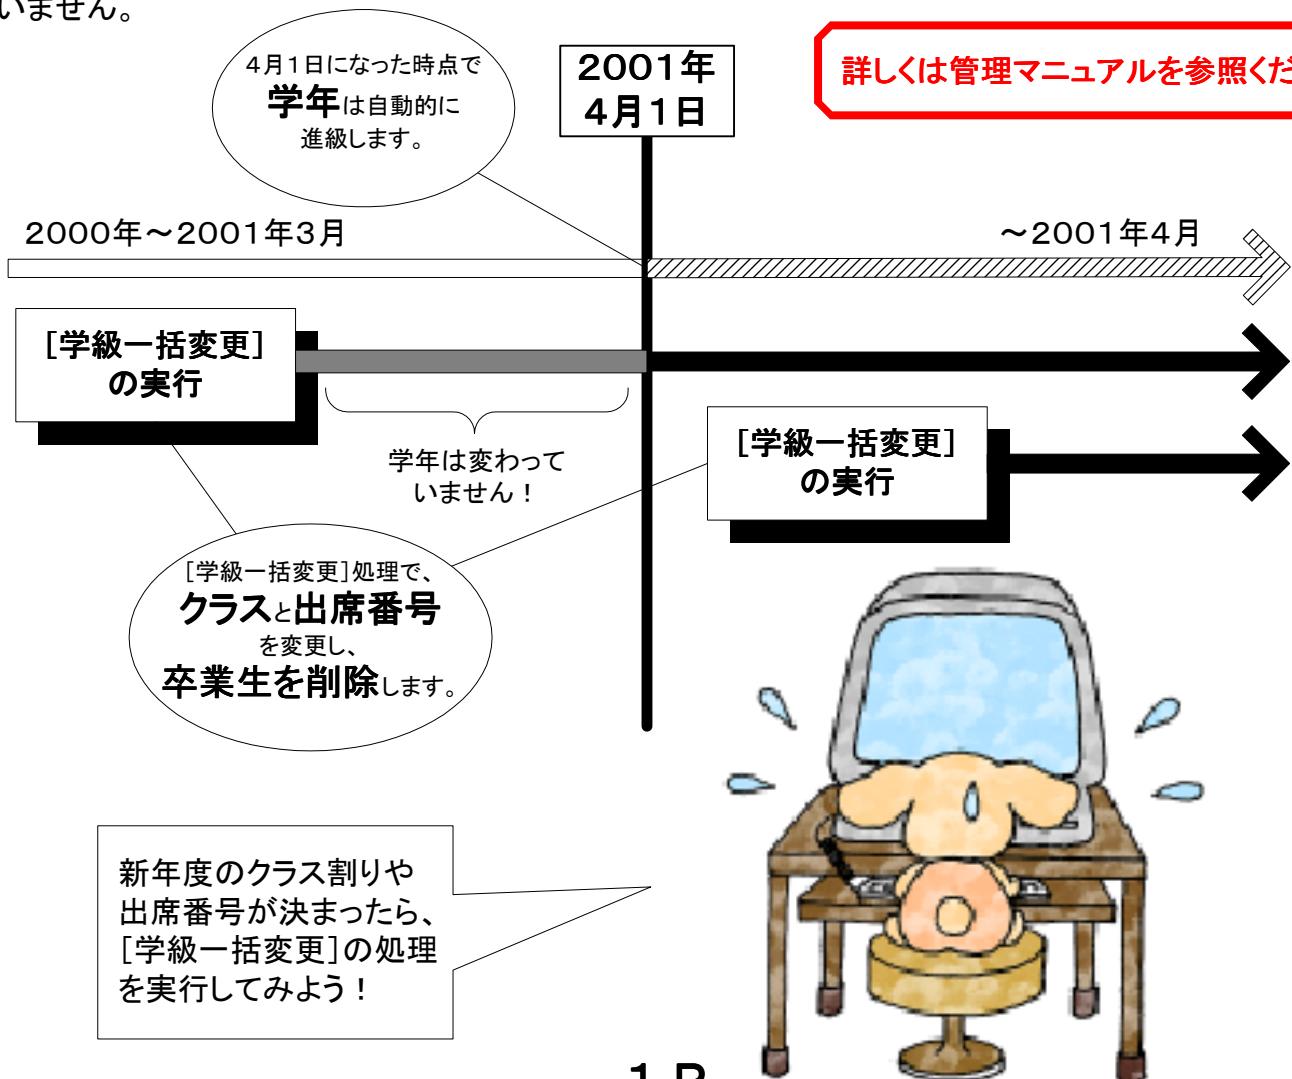 いません。
4月1日になった時点で
学年は自動的に
進級します。
2001年
4月1日
詳しくは管理マニュアルを参照くだ
2000年～2001年3月
～2001年4月
[学級一括変更]
の実行
学年は変わって
いません！
[学級一括変更]
の実行
[学級一括変更]処理で、
クラスと出席番号
を変更し、
卒業生を削除します。
新年度のクラス割りや
出席番号が決まったら、
[学級一括変更]の処理
を実行してみよう！